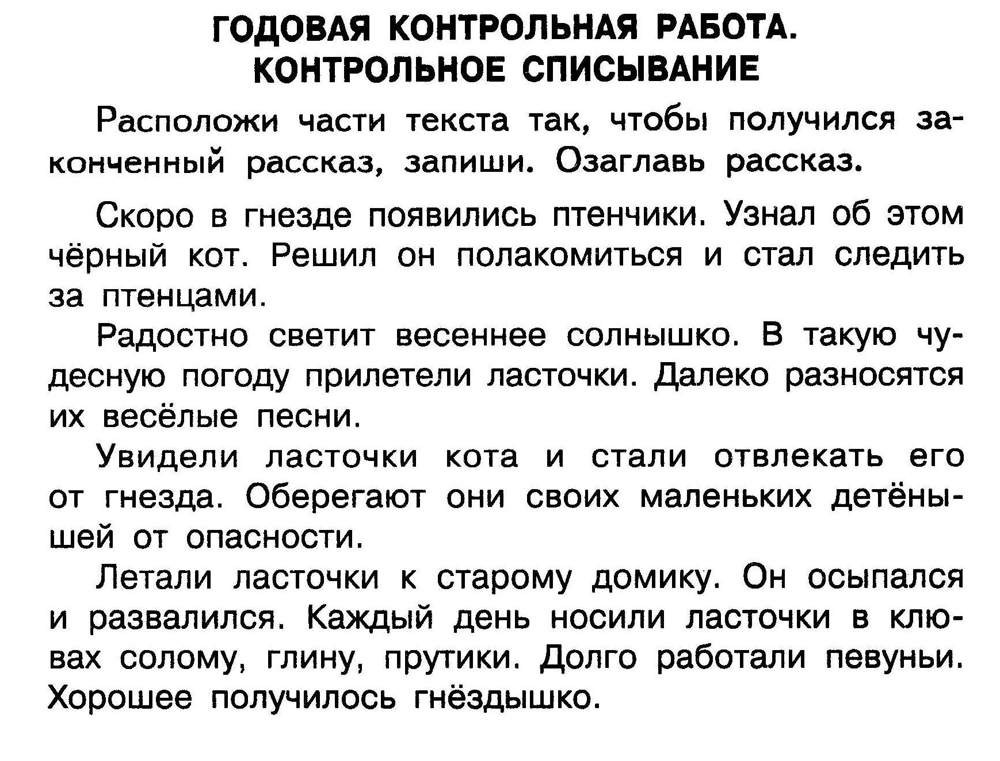 ГОДОВАЯ КОНТРОЛЬНАЯ РАБОТА.
КОНТРОЛЬНОЕ СПИСЫВАНИЕ
Расположи части текста так, чтобы получился за-
конченный рассказ, запиши. Озаглавь рассказ.
Скоро в гнезде появились птенчики. Узнал об этом
чёрный кот. Решил он полакомиться и стал следить
за птенцами.
Радостно светит весеннее солнышко. В такую чу-
десную погоду прилетели ласточки. Далеко разносятся
их весёлые песни.
Увидели ласточки кота и стали отвлекать его
от гнезда. Оберегают они своих маленьких детёны-
шей от опасности.
Летали ласточки к старому домику. Он осыпался
и развалился. Каждый день носили ласточки в клю-
вах солому, глину, прутики. Долго работали певуньи.
Хорошее получилось гнёздышко.